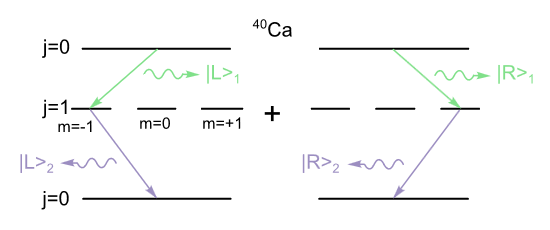 ⁴⁰Ca
j=0
|L>₁
|R>₁
j=1
m=-1
m=0
m=+1
+
|L>₂
|R>₂
j=0